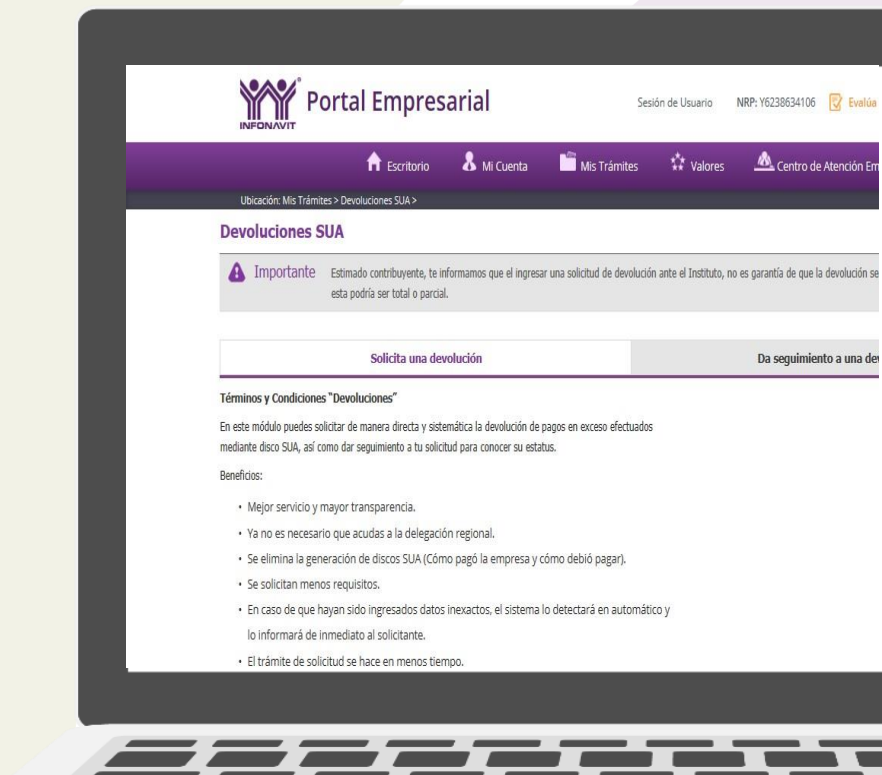 INFONAVIT
Portal Empresarial
Sesión de Usuario NRP: Y6238634106 Evalúa
Escritorio Mi Cuenta Mis Trámites Valores Centro de Atención Em
Ubicación: Mis Trámites > Devoluciones SUA >
Devoluciones SUA
Importante Estimado contribuyente, te informamos que el ingresar una solicitud de devolución ante el Instituto, no es garantía de que la devolución se
esta podría ser total o parcial.
Solicita una devolución Da seguimiento a una dev
Términos y Condiciones "Devoluciones"
En este módulo puedes solicitar de manera directa y sistemática la devolución de pagos en exceso efectuados
mediante disco SUA, así como dar seguimiento a tu solicitud para conocer su estatus.
Beneficios:
• Mejor servicio y mayor transparencia.
• Ya no es necesario que acudas a la delegación regional.
• Se elimina la generación de discos SUA (Cómo pagó la empresa y cómo debió pagar).
• Se solicitan menos requisitos.
• En caso de que hayan sido ingresados datos inexactos, el sistema lo detectará en automático y
lo informará de inmediato al solicitante.
• El trámite de solicitud se hace en menos tiempo.